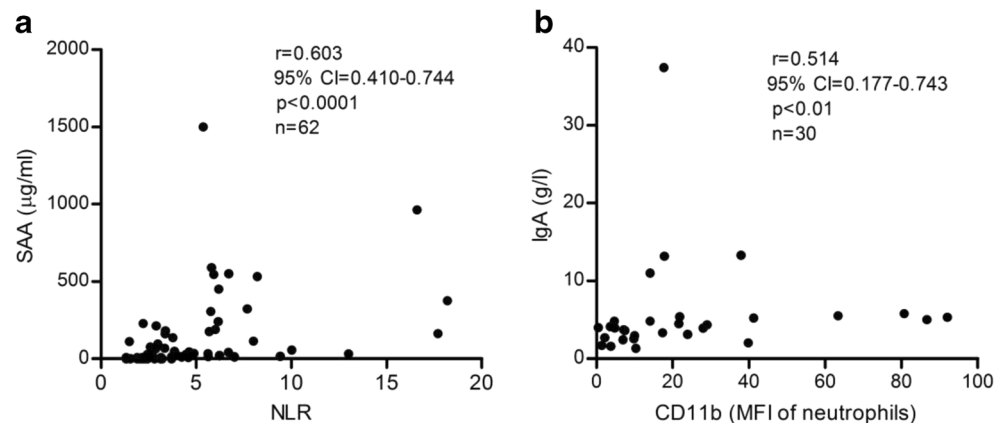 a
r=0.603
95% CI=0.410-0.744
p<0.0001
n=62
SAA (µg/ml)
2000
1500
1000
500
0
0 5 10 15 20
NLR
b
r=0.514
95% CI=0.177-0.743
p<0.01
n=30
IgA (g/l)
40
30
20
10
0
0 20 40 60 80 100
CD11b (MFI of neutrophils)